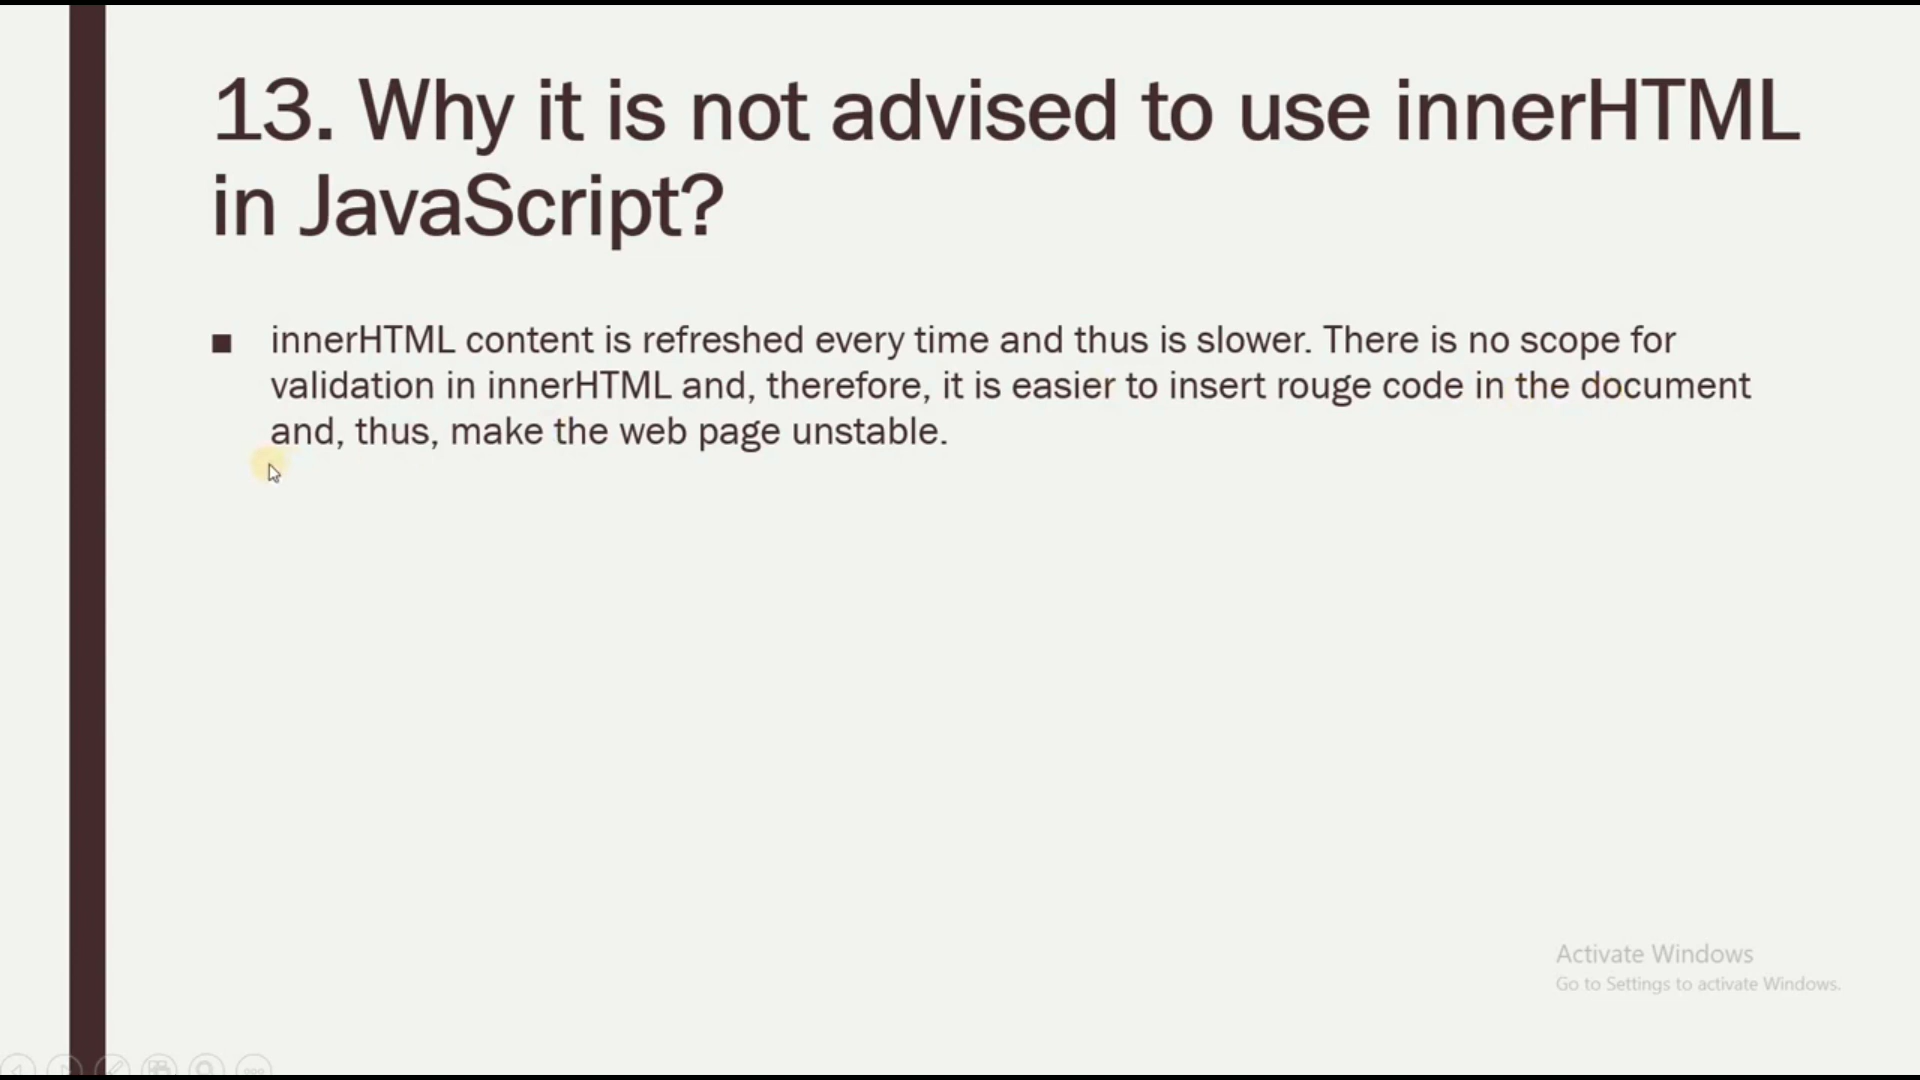 13. Why it is not advised to use innerHTML
in JavaScript?
■ innerHTML content is refreshed every time and thus is slower. There is no scope for
validation in innerHTML and, therefore, it is easier to insert rouge code in the document
and, thus, make the web page unstable.
Activate Windows
Go to Settings to activate Windows.